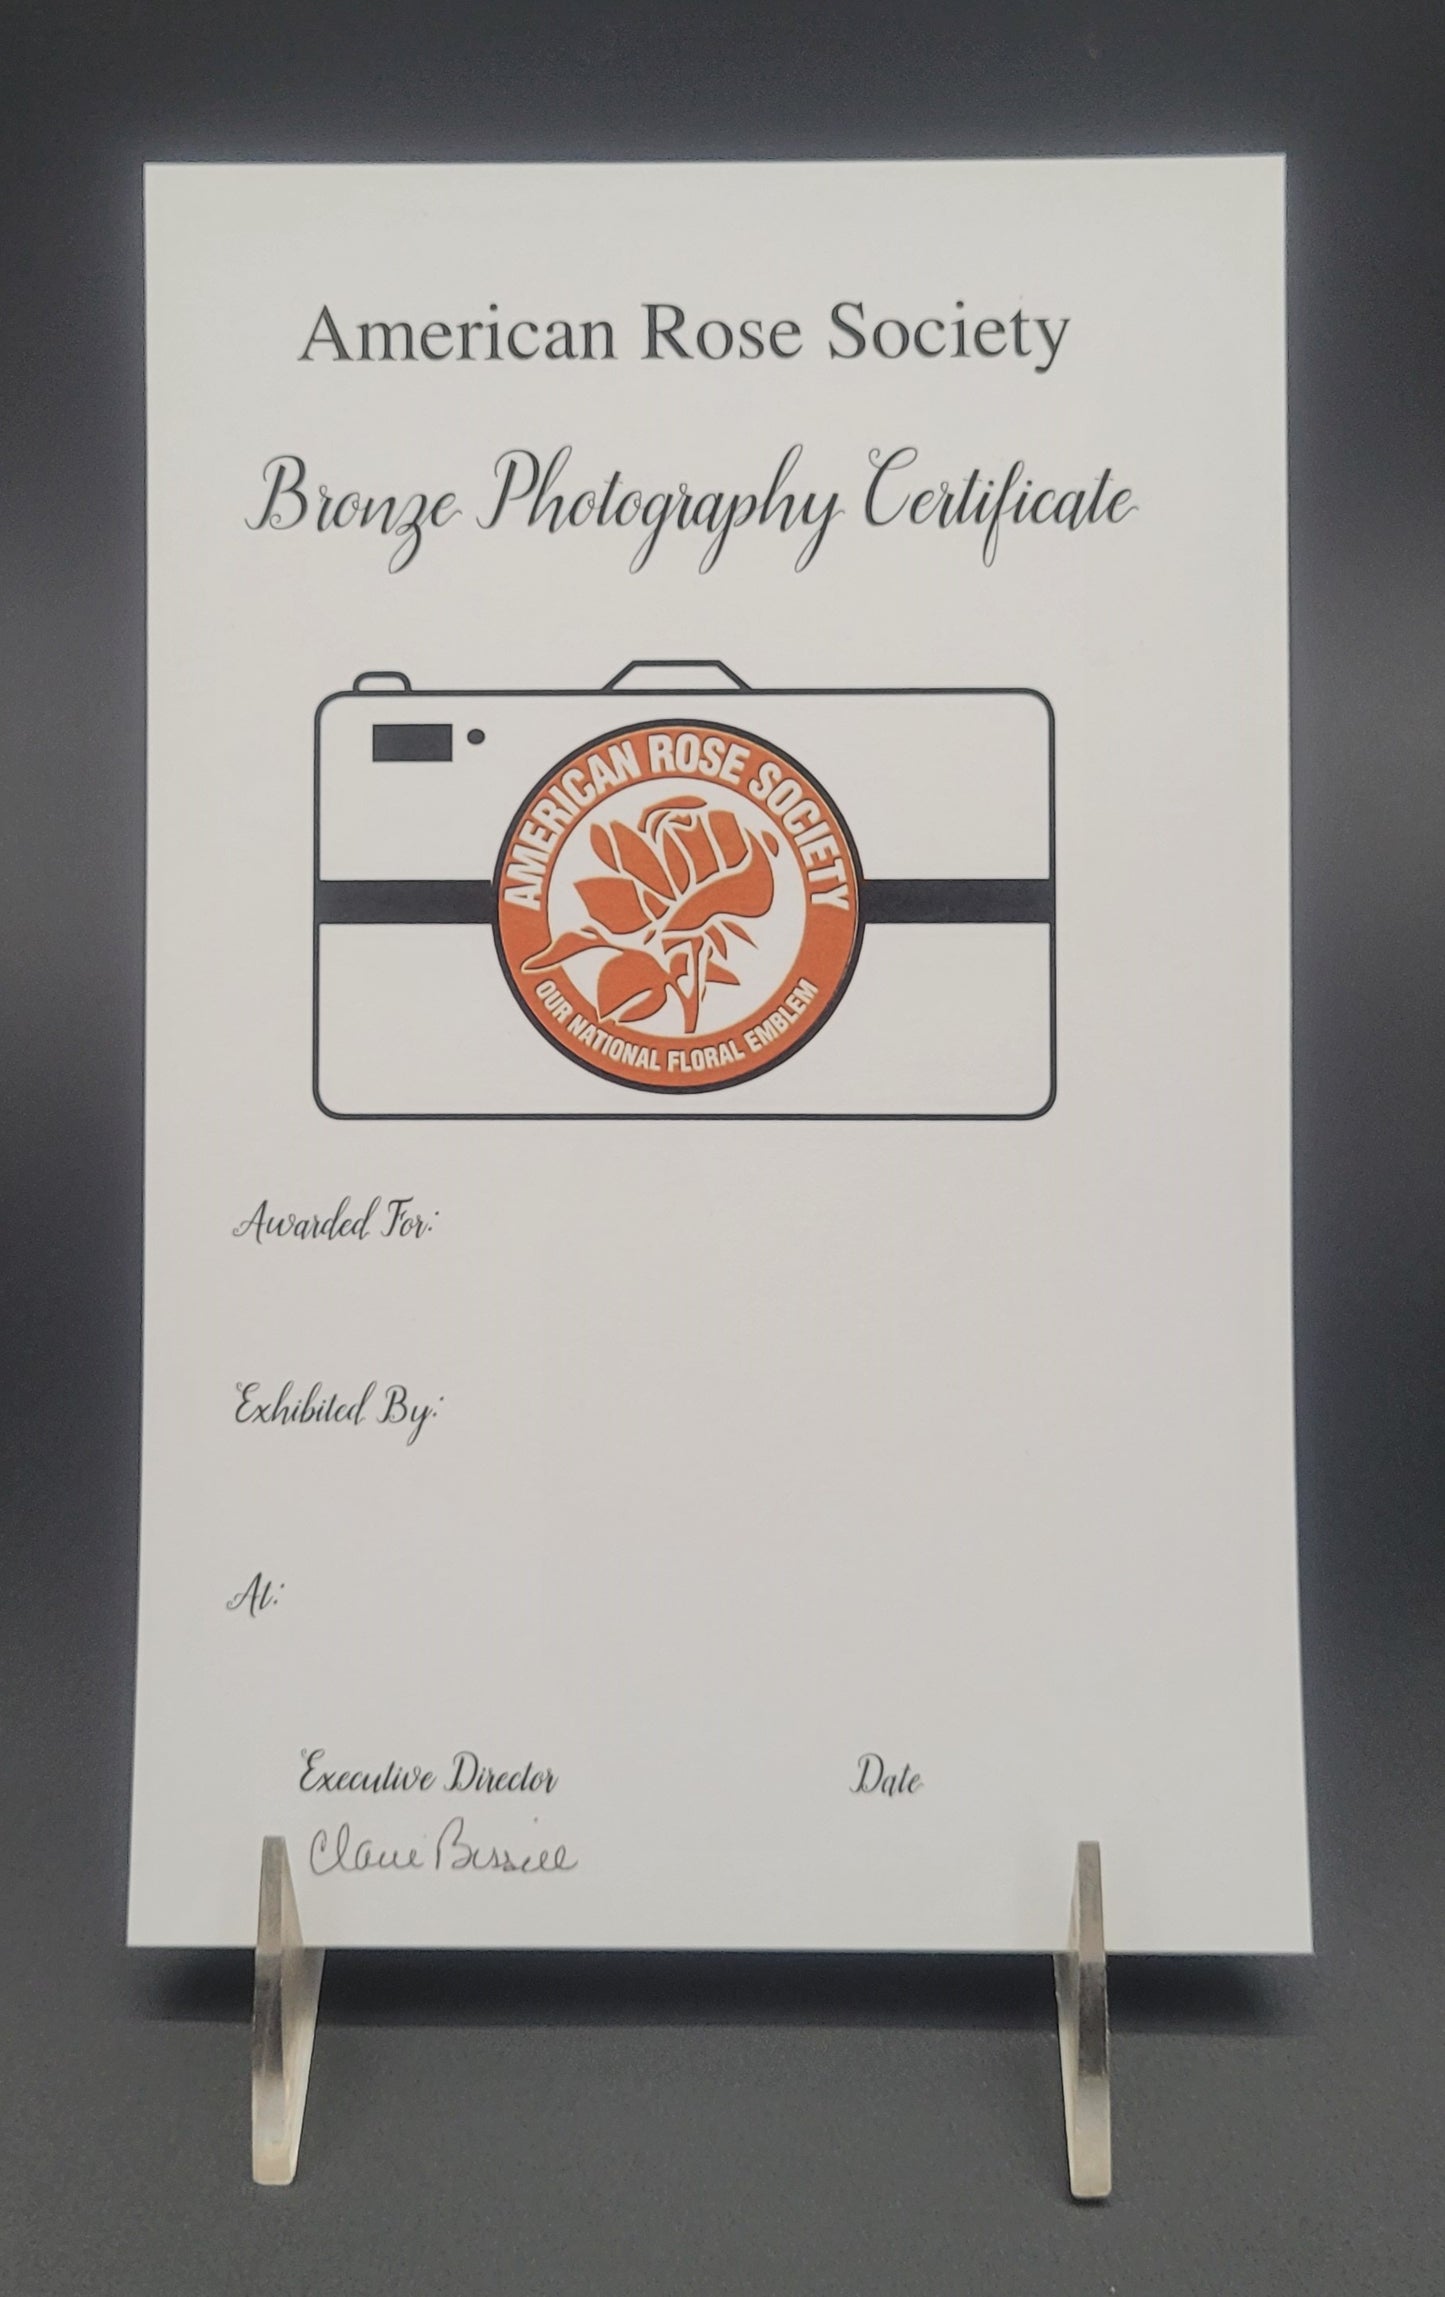 American Rose Society
Bronze Photography Certificate
AMERICAN ROSE SOCIETY
OUR NATIONAL FLORAL EMBLEM
Awarded For:
Exhibited By:
At:
Executive Director
Date